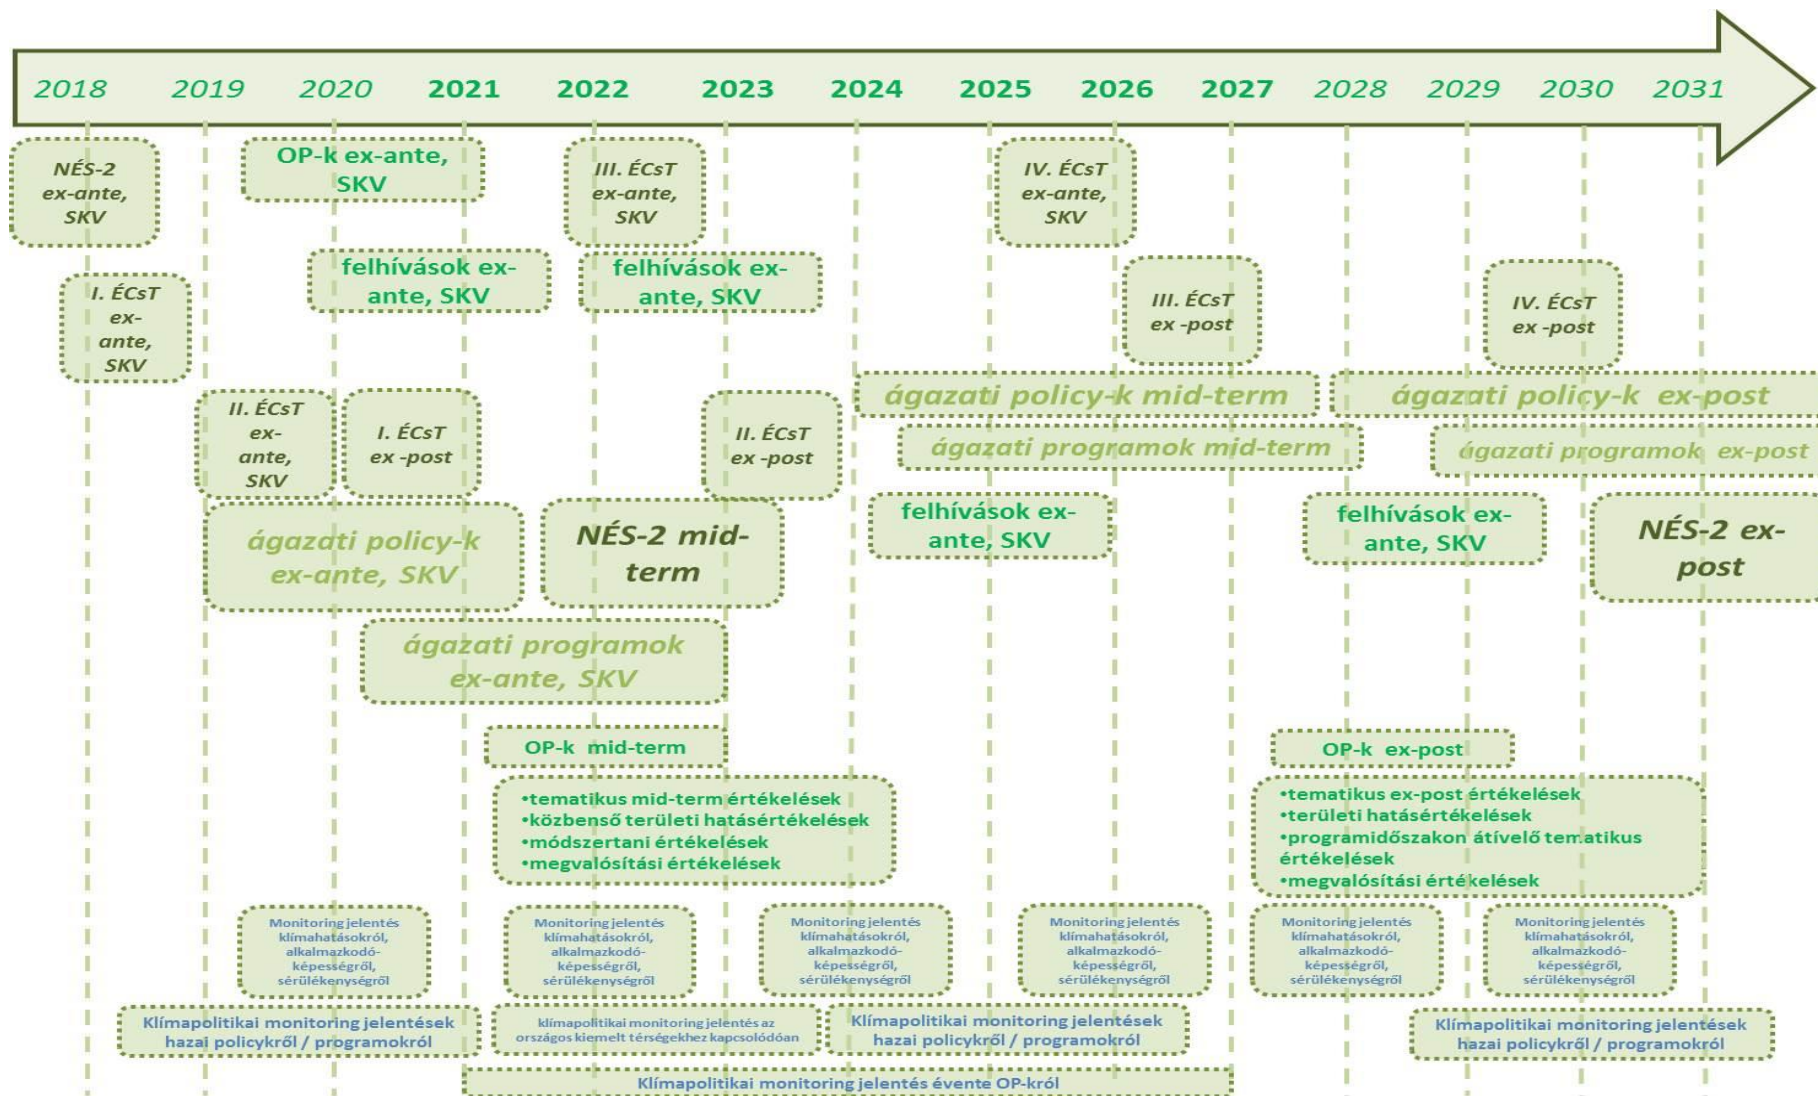 2018 2019 2020 2021 2022 2023 2024 2025 2026 2027 2028 2029 2030 2031
NÉS-2
ex-ante,
SKV
OP-k ex-ante,
SKV
III. ÉCsT
ex-ante,
SKV
IV. ÉCsT
ex-ante,
SKV
I. ÉCsT
ex-
ante,
SKV
felhívások ex-
ante, SKV
felhívások ex-
ante, SKV
III. ÉCsT
ex -post
IV. ÉCsT
ex -post
ágazati policy-k mid-term
ágazati policy-k ex-post
II. ÉCsT
ex-
ante,
SKV
I. ÉCsT
ex -post
II. ÉCsT
ex -post
ágazati programok mid-term
ágazati programok ex-post
ágazati policy-k
ex-ante, SKV
NÉS-2 mid-
term
felhívások ex-
ante, SKV
felhívások ex-
ante, SKV
NÉS-2 ex-
post
ágazati programok
ex-ante, SKV
OP-k mid-term
OP-k ex-post
•tematikus mid-term értékelések
•közbenső területi hatásértékelések
•módszertani értékelések
•megvalósítási értékelések
•tematikus ex-post értékelések
•területi hatásértékelések
•programidőszakon átívelő tematikus
értékelések
•megvalósítási értékelések
Monitoring jelentés
klímahatásokról,
alkalmazkodó-
képességről,
sérülékenységről
Monitoring jelentés
klímahatásokról,
alkalmazkodó-
képességről,
sérülékenységről
Monitoring jelentés
klímahatásokról,
alkalmazkodó-
képességről,
sérülékenységről
Monitoring jelentés
klímahatásokról,
alkalmazkodó-
képességről,
sérülékenységről
Monitoring jelentés
klímahatásokról,
alkalmazkodó-
képességről,
sérülékenységről
Monitoring jelentés
klímahatásokról,
alkalmazkodó-
képességről,
sérülékenységről
Klímapolitikai monitoring jelentések
hazai policykről / programokról
klímapolitikai monitoring jelentés az
országos kiemelt térségekhez kapcsolódóan
Klímapolitikai monitoring jelentések
hazai policykről / programokról
Klímapolitikai monitoring jelentések
hazai policykről / programokról
Klímapolitikai monitoring jelentés évente OP-król